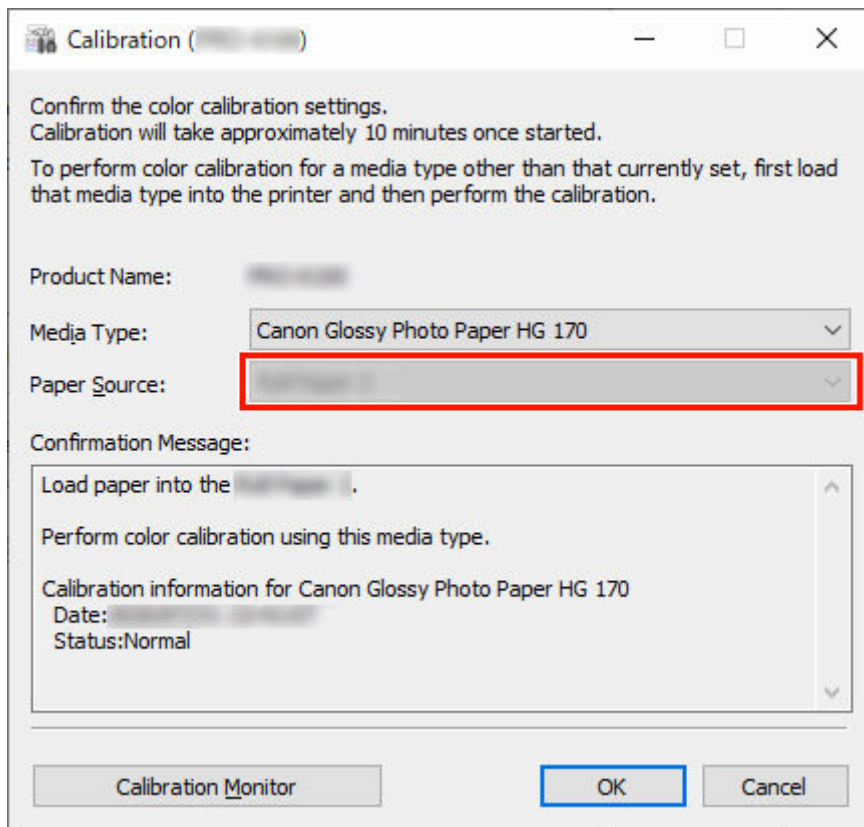 Calibration ( )
Confirm the color calibration settings.
Calibration will take approximately 10 minutes once started.
To perform color calibration for a media type other than that currently set, first load
that media type into the printer and then perform the calibration.
Product Name:
Media Type: Canon Glossy Photo Paper HG 170
Paper Source:
Confirmation Message:
Load paper into the .
Perform color calibration using this media type.
Calibration information for Canon Glossy Photo Paper HG 170
Date:
Status:Normal
Calibration Monitor OK Cancel